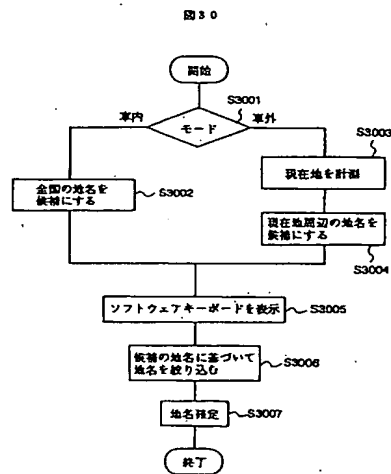 図30
開始
S3001
車内
モード
車外
S3003
現在地を計測
全国の地名を
候補にする
S3002
現在地周辺の地名を
候補にする
S3004
ソフトウェアキーボードを表示
S3005
候補の地名に基づいて
地名を絞り込む
S3006
地名確定
S3007
終了